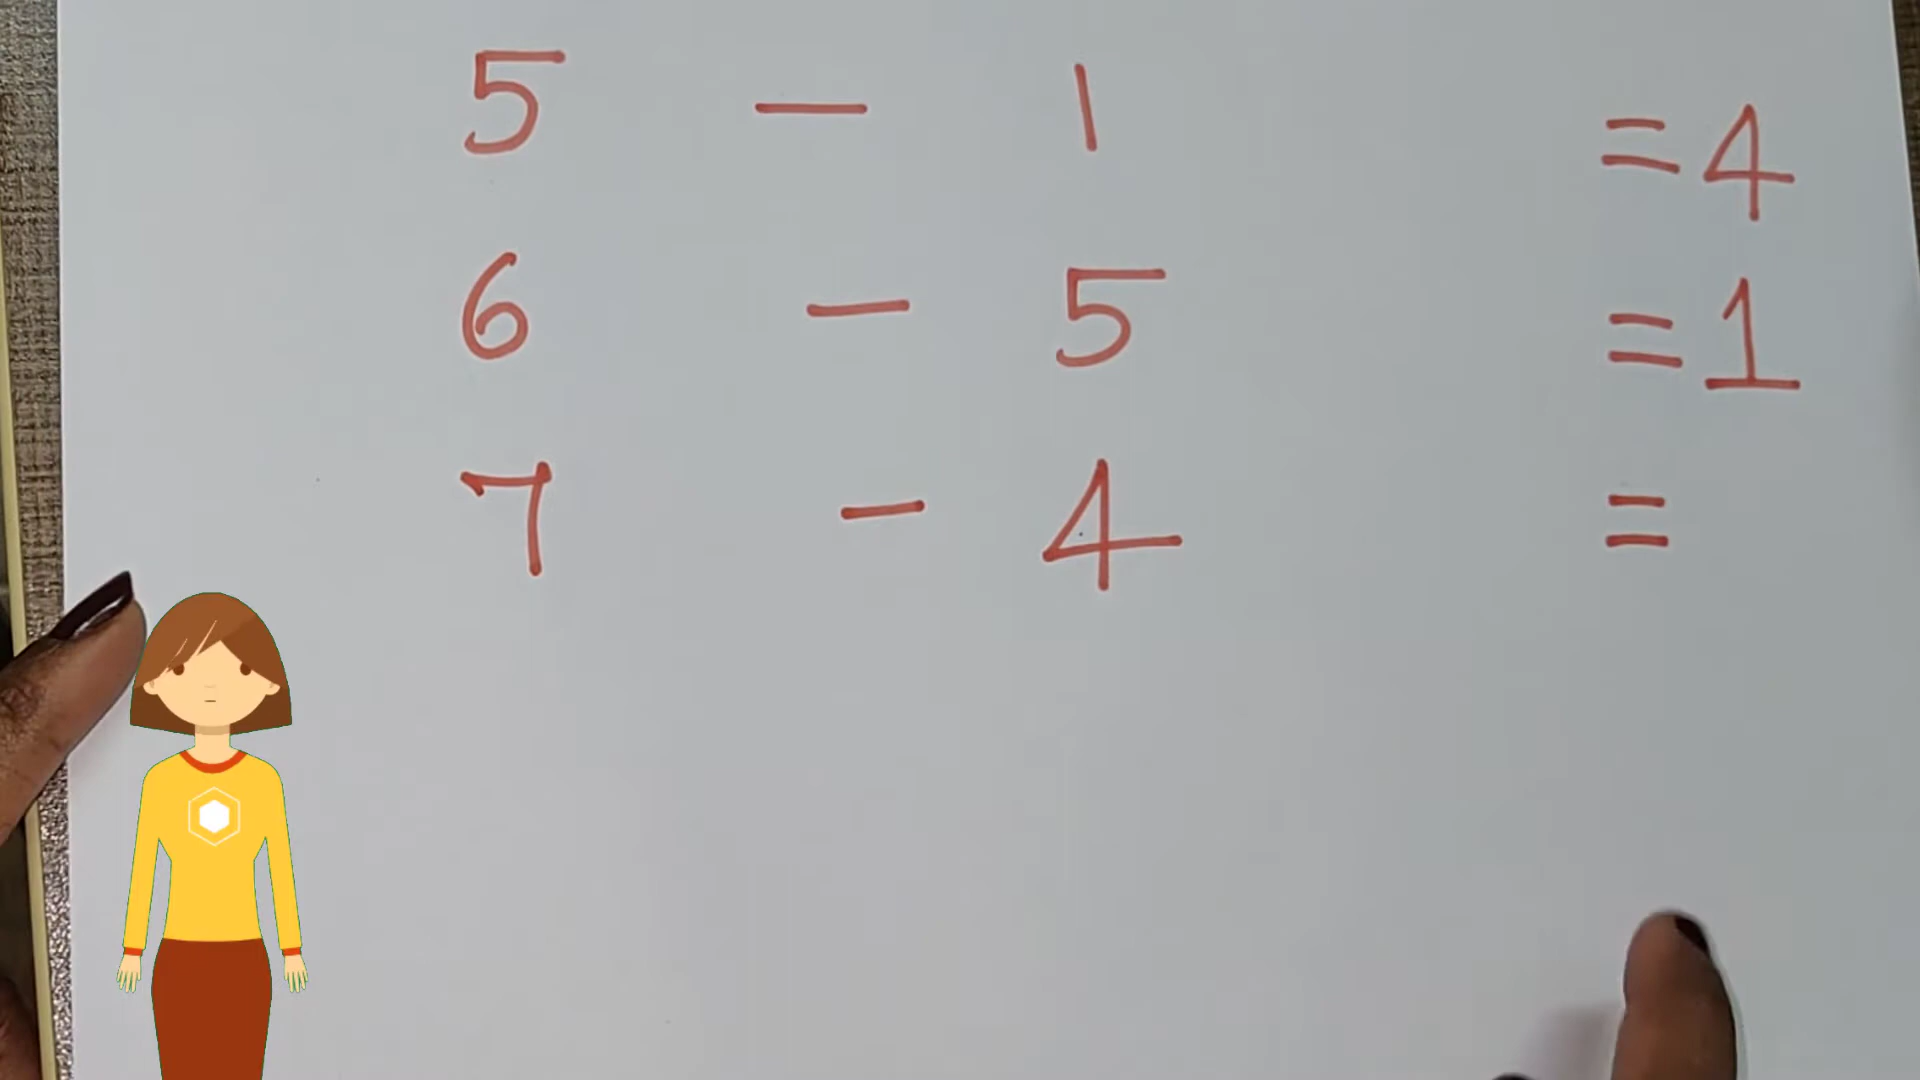 5 - 1 = 4
6 - 5 = 1
7 - 4 =